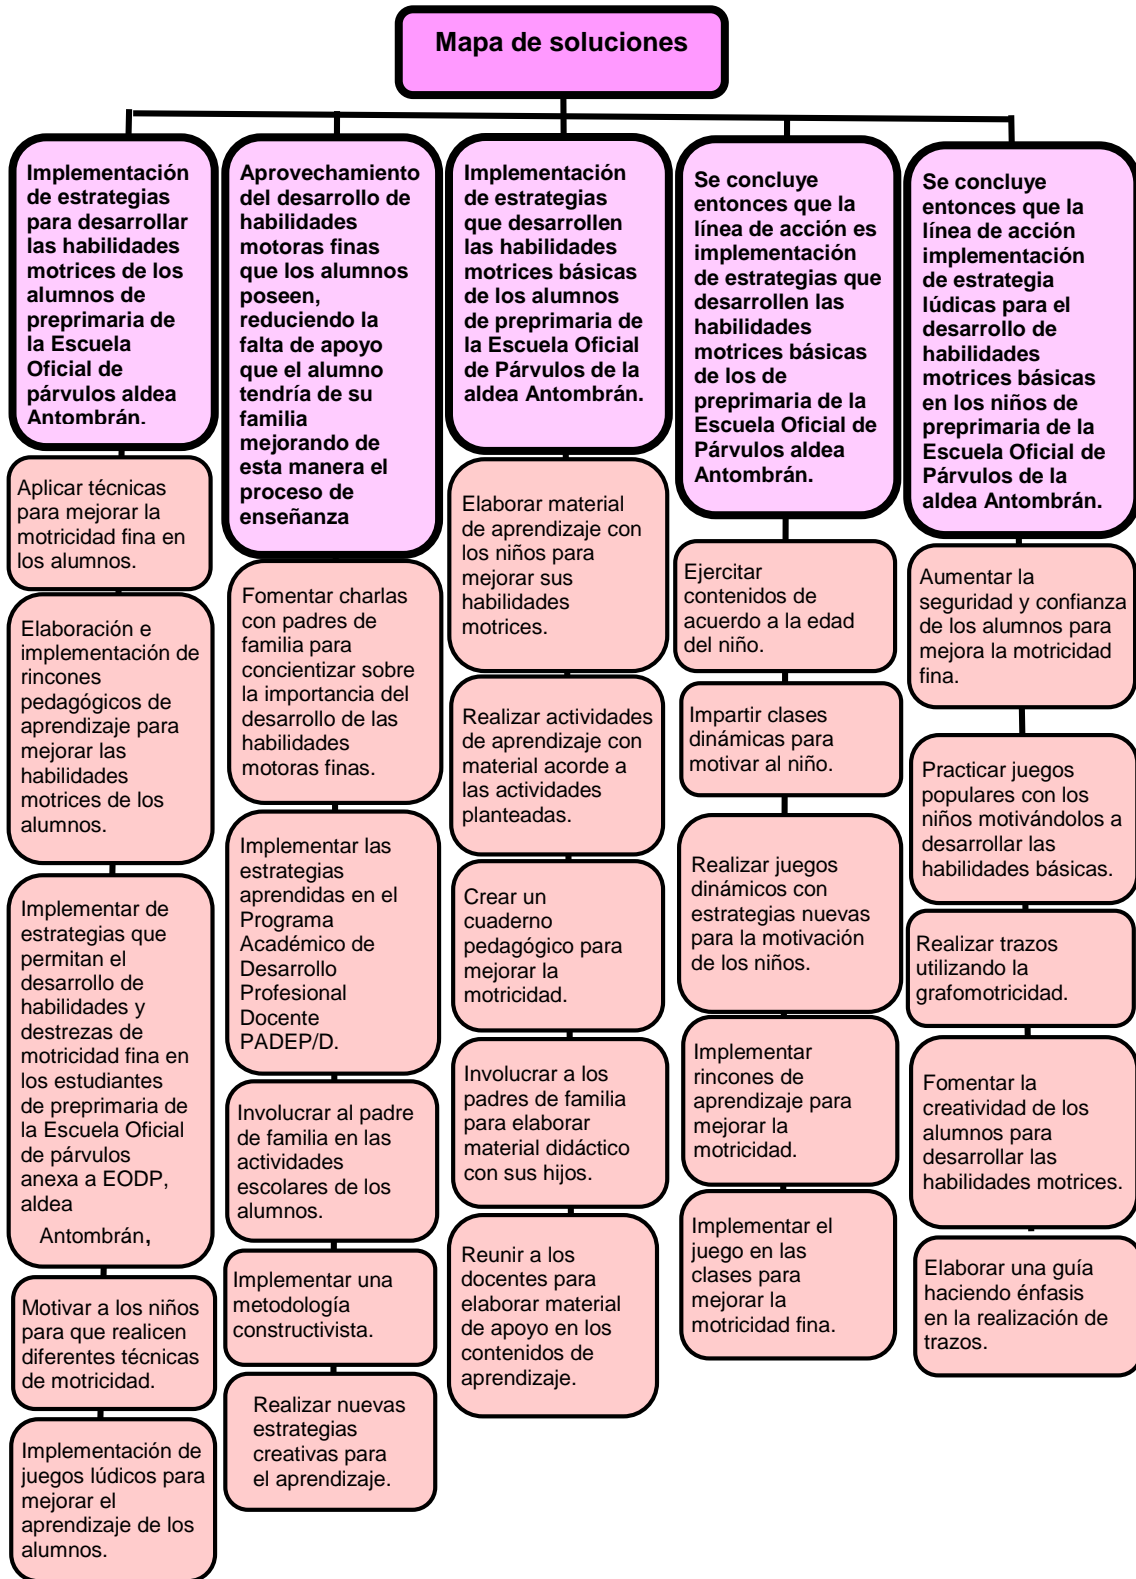 Mapa de soluciones
Implementación
de estrategias
para desarrollar
las habilidades
motrices de los
alumnos de
preprimaria de
la Escuela
Oficial de
párvulos aldea
Antombrán.
Aplicar técnicas
para mejorar la
motricidad fina en
los alumnos.
Elaboración e
implementación de
rincones
pedagógicos de
aprendizaje para
mejorar las
habilidades
motrices de los
alumnos.
Implementar de
estrategias que
permitan el
desarrollo de
habilidades y
destrezas de
motricidad fina en
los estudiantes
de preprimaria de
la Escuela Oficial
de párvulos
anexa a EODP,
aldea
Antombrán,
Motivar a los niños
para que realicen
diferentes técnicas
de motricidad.
Implementación de
juegos lúdicos para
mejorar el
aprendizaje de los
alumnos.
Aprovechamiento
del desarrollo de
habilidades
motoras finas
que los alumnos
poseen,
reduciendo la
falta de apoyo
que el alumno
tendría de su
familia
mejorando de
esta manera el
proceso de
enseñanza
Fomentar charlas
con padres de
familia para
concientizar sobre
la importancia del
desarrollo de las
habilidades
motoras finas.
Implementar las
estrategias
aprendidas en el
Programa
Académico de
Desarrollo
Profesional
Docente
PADEP/D.
Involucrar al padre
de familia en las
actividades
escolares de los
alumnos.
Implementar una
metodología
constructivista.
Realizar nuevas
estrategias
creativas para
el aprendizaje.
Implementación
de estrategias
que desarrollen
las habilidades
motrices básicas
de los alumnos
de preprimaria de
la Escuela Oficial
de Párvulos de la
aldea Antombrán.
Elaborar material
de aprendizaje con
los niños para
mejorar sus
habilidades
motrices.
Realizar actividades
de aprendizaje con
material acorde a
las actividades
planteadas.
Crear un
cuaderno
pedagógico para
mejorar la
motricidad.
Involucrar a los
padres de familia
para elaborar
material didáctico
con sus hijos.
Reunir a los
docentes para
elaborar material
de apoyo en los
contenidos de
aprendizaje.
Se concluye
entonces que la
línea de acción es
implementación
de estrategias que
desarrollen las
habilidades
motrices básicas
de los de
preprimaria de la
Escuela Oficial de
Párvulos aldea
Antombrán.
Ejercitar
contenidos de
acuerdo a la edad
del niño.
Impartir clases
dinámicas para
motivar al niño.
Realizar juegos
dinámicos con
estrategias nuevas
para la motivación
de los niños.
Implementar
rincones de
aprendizaje para
mejorar la
motricidad.
Implementar el
juego en las
clases para
mejorar la
motricidad fina.
Se concluye
entonces que la
línea de acción
implementación
de estrategia
lúdicas para el
desarrollo de
habilidades
motrices básicas
en los niños de
preprimaria de la
Escuela Oficial de
Párvulos de la
aldea Antombrán.
Aumentar la
seguridad y confianza
de los alumnos para
mejora la motricidad
fina.
Practicar juegos
populares con los
niños motivándolos a
desarrollar las
habilidades básicas.
Realizar trazos
utilizando la
grafomotricidad.
Fomentar la
creatividad de los
alumnos para
desarrollar las
habilidades motrices.
Elaborar una guía
haciendo énfasis
en la realización de
trazos.